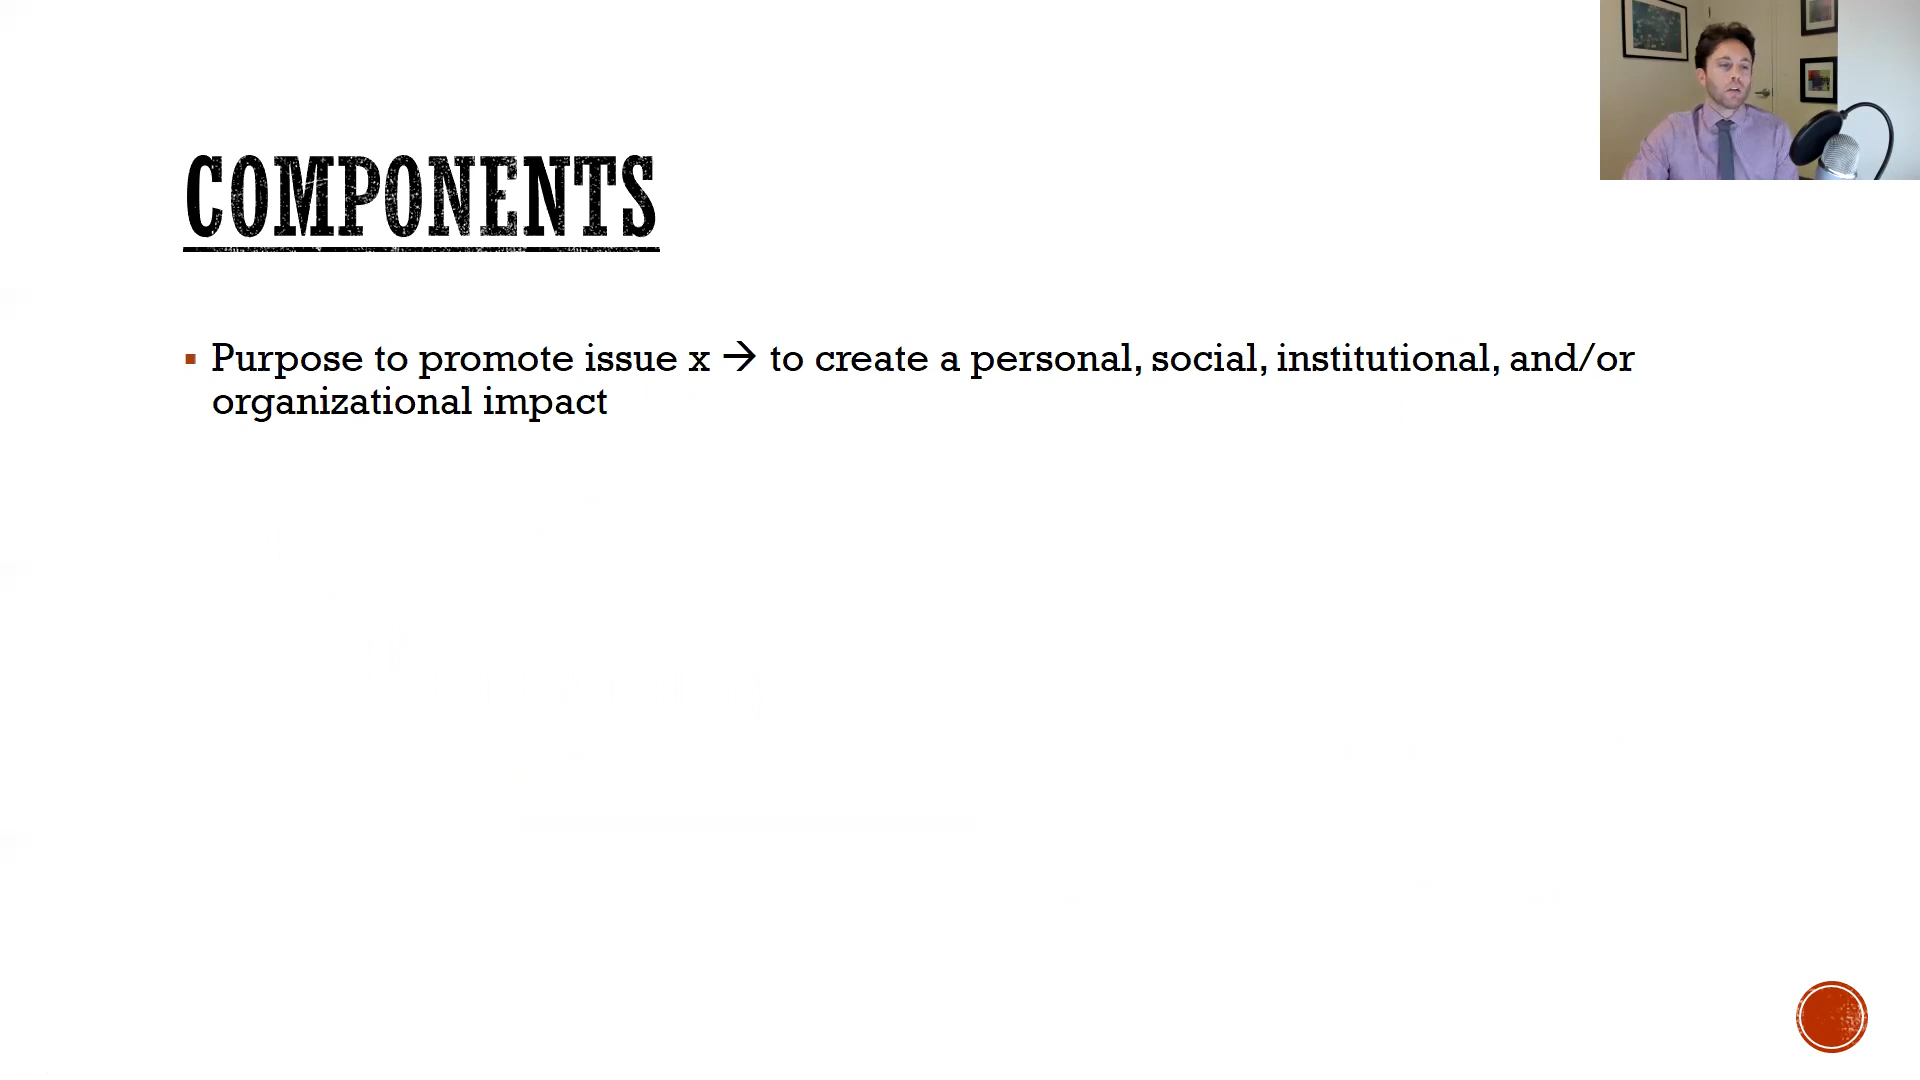 COMPONENTS
▪ Purpose to promote issue x → to create a personal, social, institutional, and/or
organizational impact